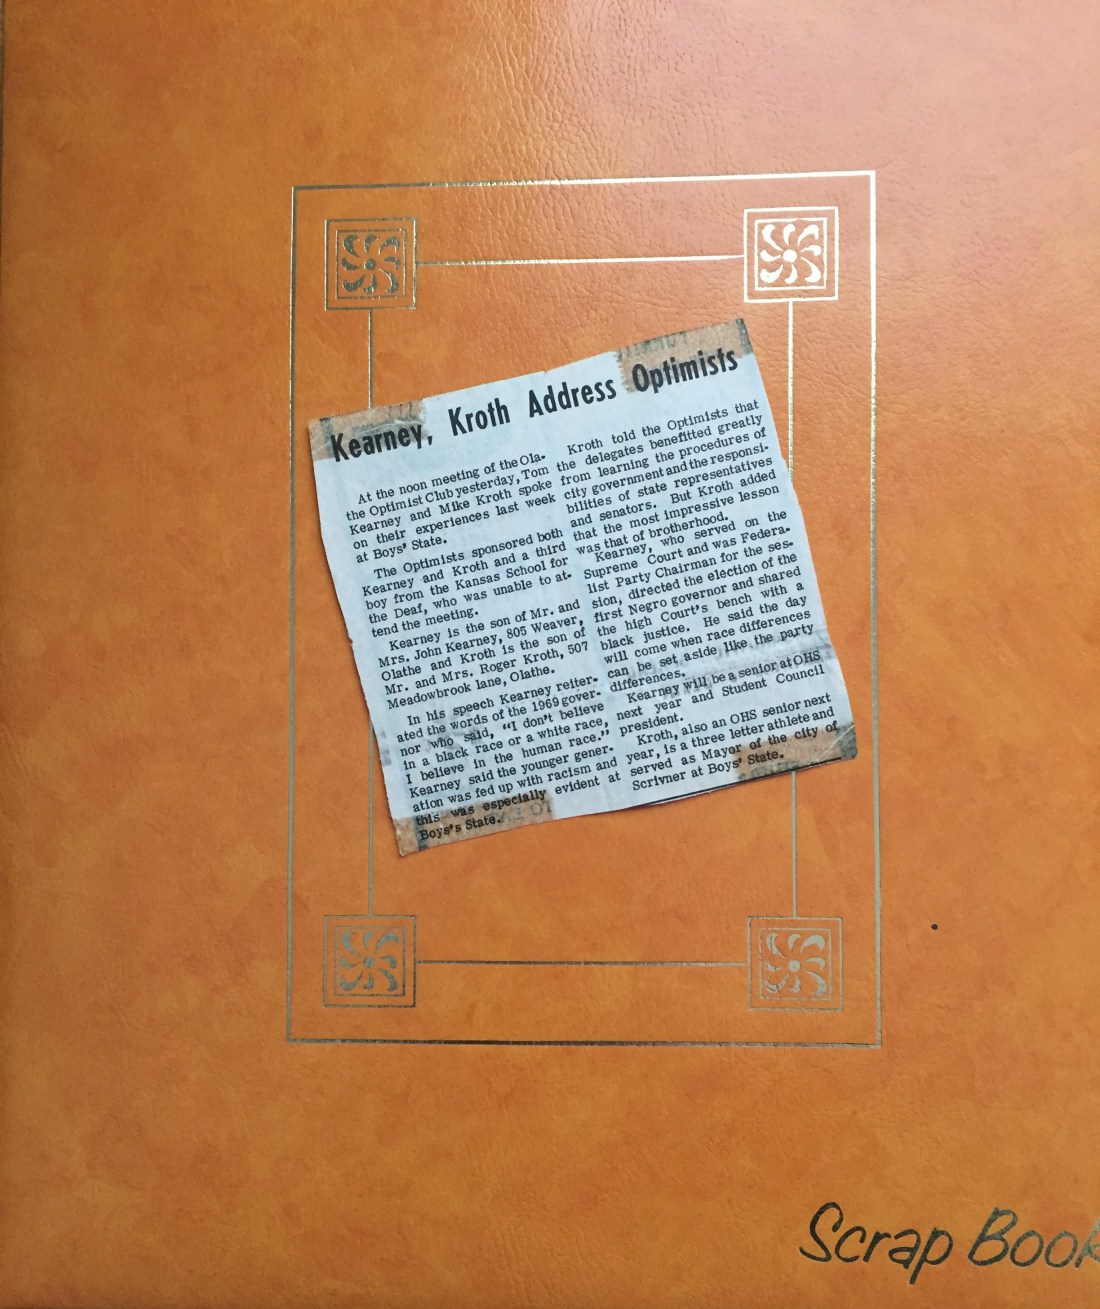 Kearney, Kroth Address Optimists
At the noon meeting of the Ola-
the Optimist Club yesterday, Tom
Kearney and Mike Kroth spoke
on their experiences last week
at Boys' State.
The Optimists sponsored both
Kearney and Kroth and a third
boy from the Kansas School for
the Deaf, who was unable to at-
tend the meeting.
Kearney is the son of Mr. and
Mrs. John Kearney, 805 Weaver,
Olathe and Kroth is the son of
Mr. and Mrs. Roger Kroth, 507
Meadowbrook lane, Olathe.
In his speech Kearney reiter-
ated the words of the 1969 gover-
nor who said, "I don't believe
in a black race or a white race,
I believe in the human race."
Kearney said the younger gener-
ation was fed up with racism and
this was especially evident at
Boys's State.
Kroth told the Optimists that
the delegates benefitted greatly
from learning the procedures of
city government and the responsi-
bilities of state representatives
and senators. But Kroth added
that the most impressive lesson
was that of brotherhood.
Kearney, who served on the
Supreme Court and was Federa-
list Party Chairman for the ses-
sion, directed the election of the
first Negro governor and shared
the high Court's bench with a
black justice. He said the day
will come when race differences
can be set aside like the party
differences.
Kearney will be a senior at OHS
next year and Student Council
president.
Kroth, also an OHS senior next
year, is a three letter athlete and
served as Mayor of the city of
Scrivner at Boys' State.
Scrap Book